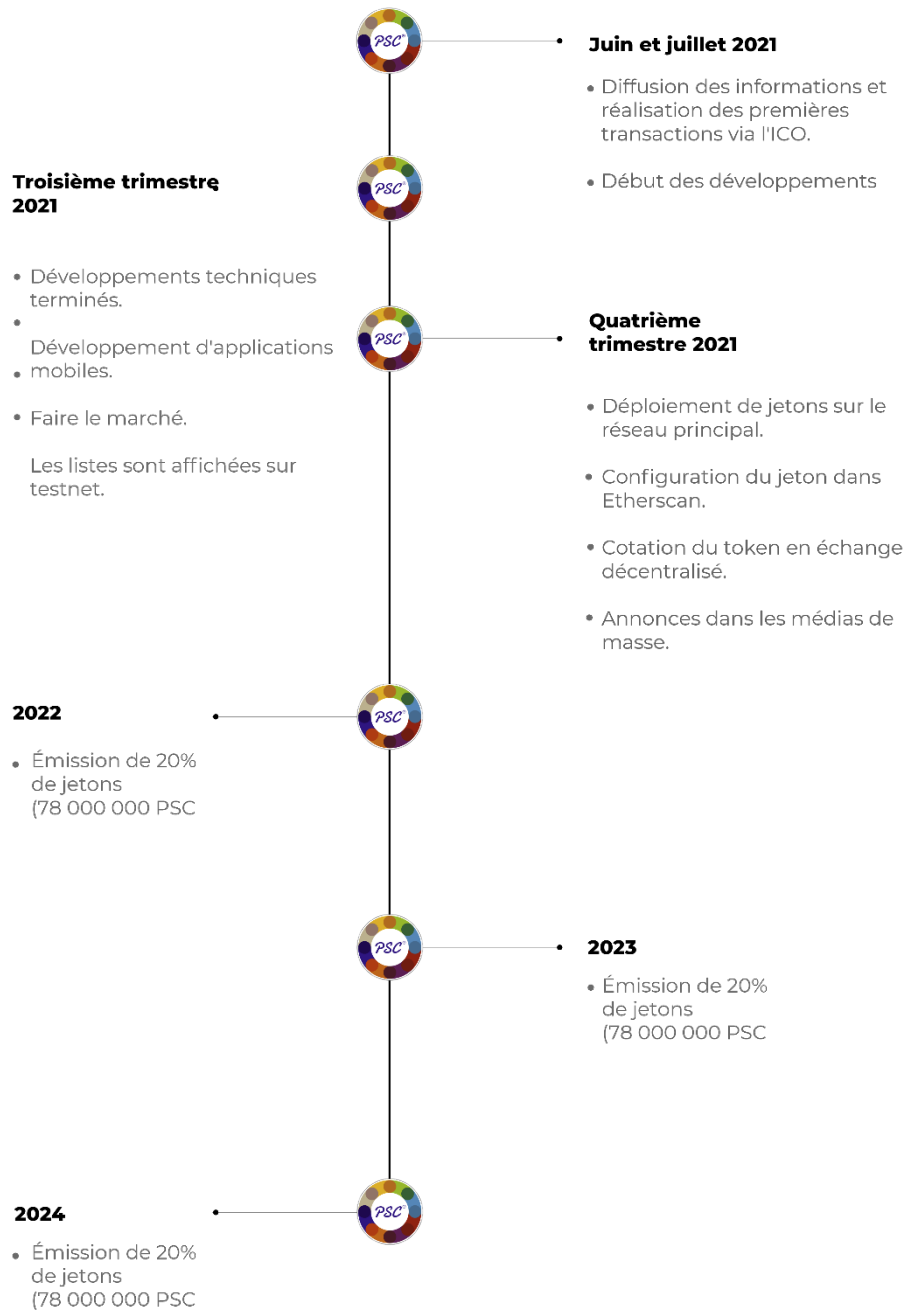 PSC
Juin et juillet 2021
• Diffusion des informations et
réalisation des premières
transactions via l'ICO.
• Début des développements
PSC
Troisième trimestre
2021
• Développements techniques
terminés.
•
Développement d'applications
• mobiles.
• Faire le marché.
Les listes sont affichées sur
testnet.
PSC
Quatrième
trimestre 2021
• Déploiement de jetons sur le
réseau principal.
• Configuration du jeton dans
Etherscan.
• Cotation du token en échange
décentralisé.
• Annonces dans les médias de
masse.
PSC
2022
• Émission de 20%
de jetons
(78 000 000 PSC
PSC
2023
• Émission de 20%
de jetons
(78 000 000 PSC
PSC
2024
• Émission de 20%
de jetons
(78 000 000 PSC